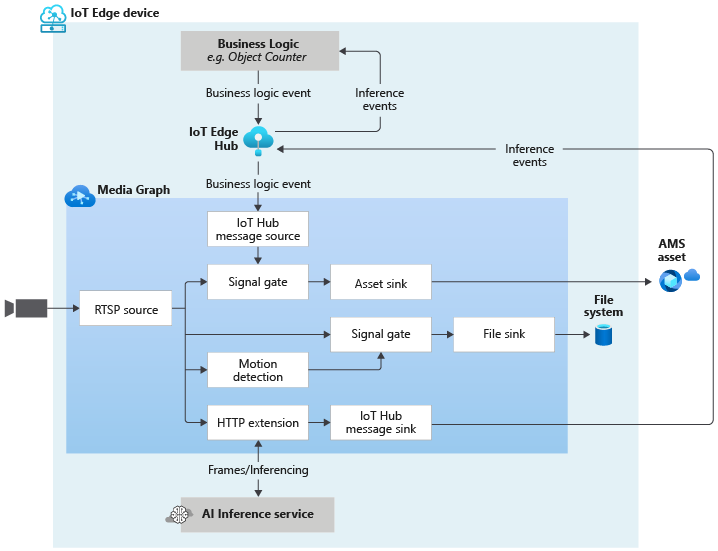 IoT Edge device
Business Logic
e.g. Object Counter
Business logic event
Inference
events
IoT Edge
Hub
Inference
events
Business logic event
Media Graph
IoT Hub
message source
AMS
asset
Signal gate
Asset sink
RTSP source
File
system
Signal gate
File sink
Motion
detection
HTTP extension
IoT Hub
message sink
Frames/Inferencing
AI Inference service